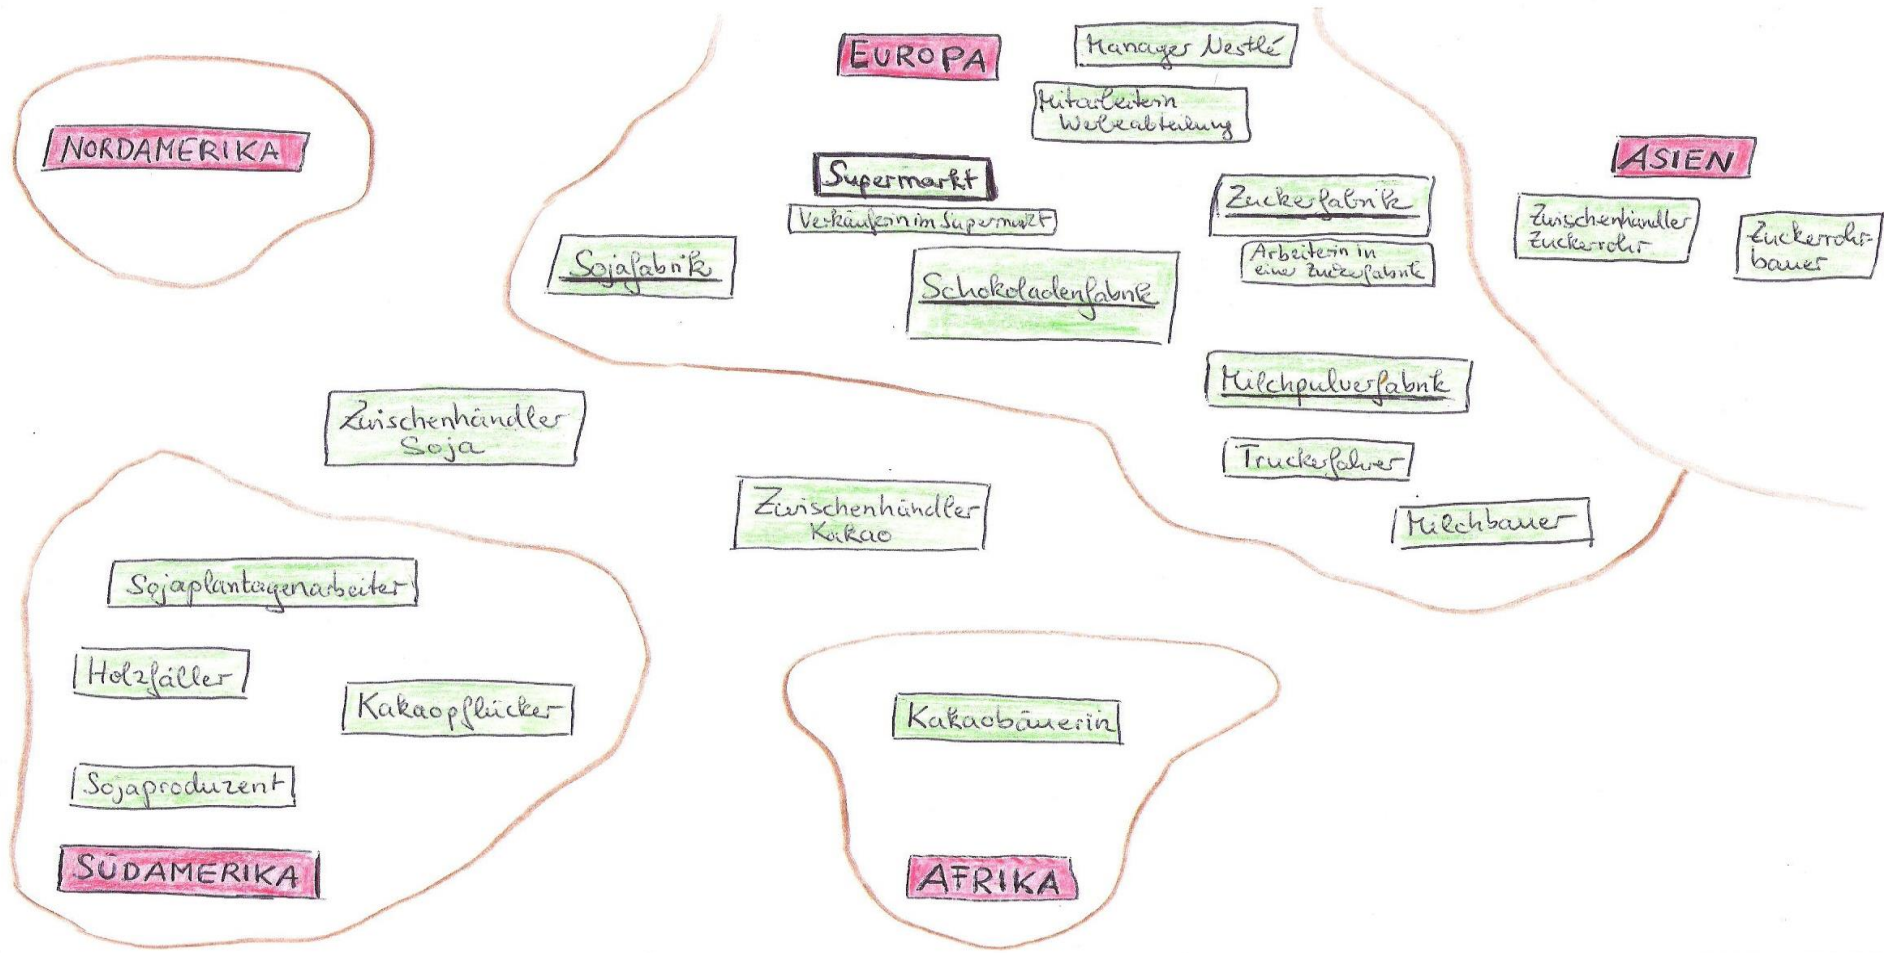 EUROPA
Manager Nestlé
Mitarbeiterin
Werbeabteilung
NORDAMERIKA
ASIEN
Supermarkt
Verkäuferin im Supermarkt
Zuckerfabrik
Arbeiterin in
einer Zuckerfabrik
Zwischenhändler
Zuckerrohr
Zuckerrohr-
bauer
Sojafabrik
Schokoladenfabrik
Milchpulverfabrik
Truckerfahrer
Milchbauer
Zwischenhändler
Soja
Zwischenhändler
Kakao
Sojaplantagenarbeiter
Holzfäller
Kakaopflücker
Sojaproduzent
SÜDAMERIKA
Kakaobäuerin
AFRIKA